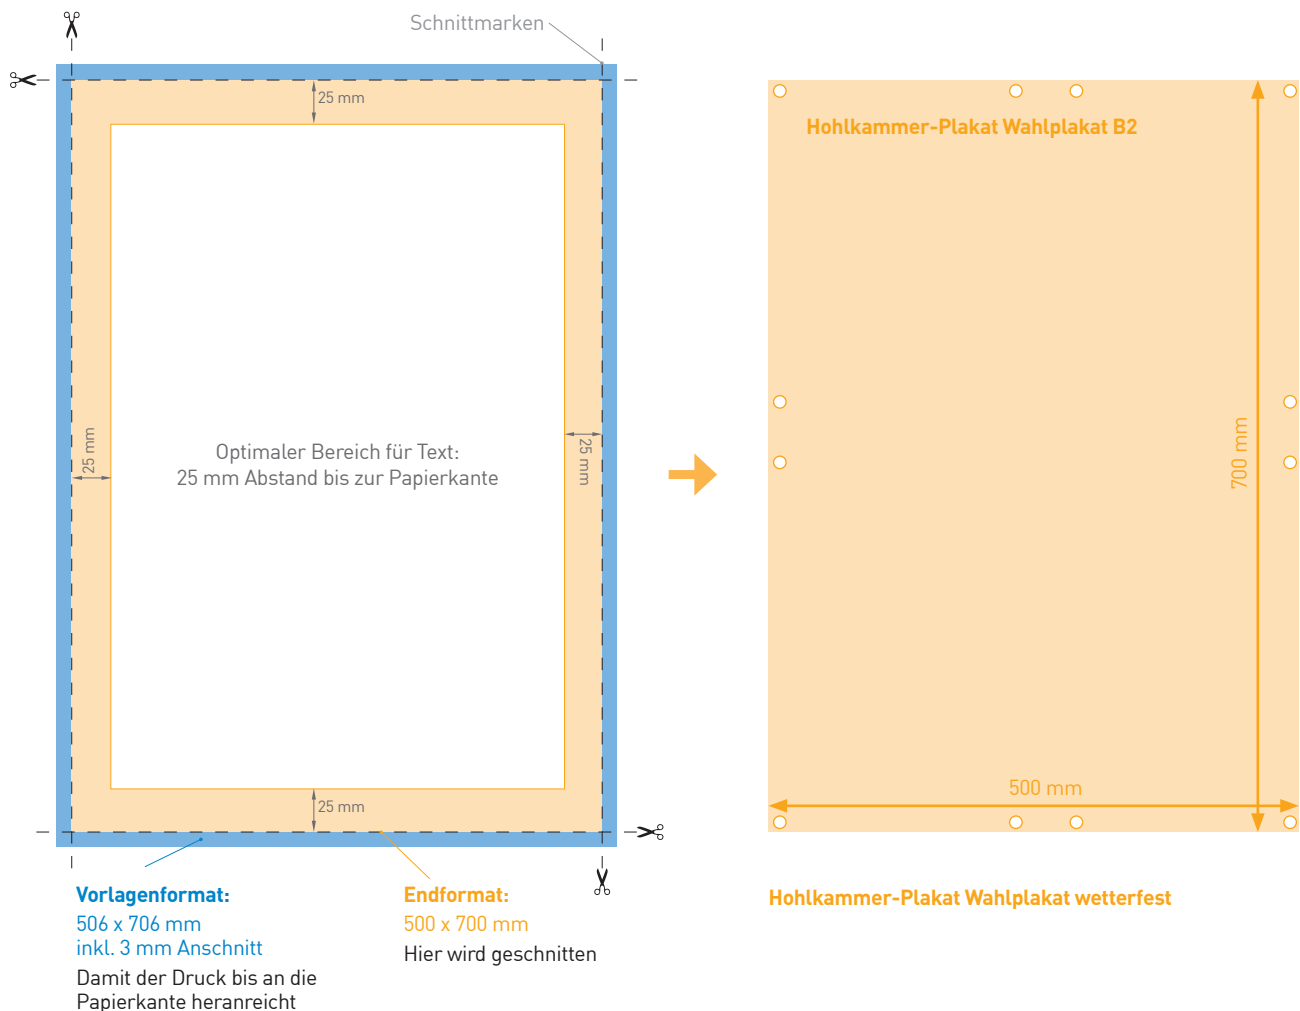 Schnittmarken
25 mm
Hohlkammer-Plakat Wahlplakat B2
25 mm
Optimaler Bereich für Text:
25 mm Abstand bis zur Papierkante
25 mm
700 mm
500 mm
25 mm
Vorlagenformat:
506 x 706 mm
inkl. 3 mm Anschnitt
Damit der Druck bis an die
Papierkante heranreicht
Endformat:
500 x 700 mm
Hier wird geschnitten
Hohlkammer-Plakat Wahlplakat wetterfest